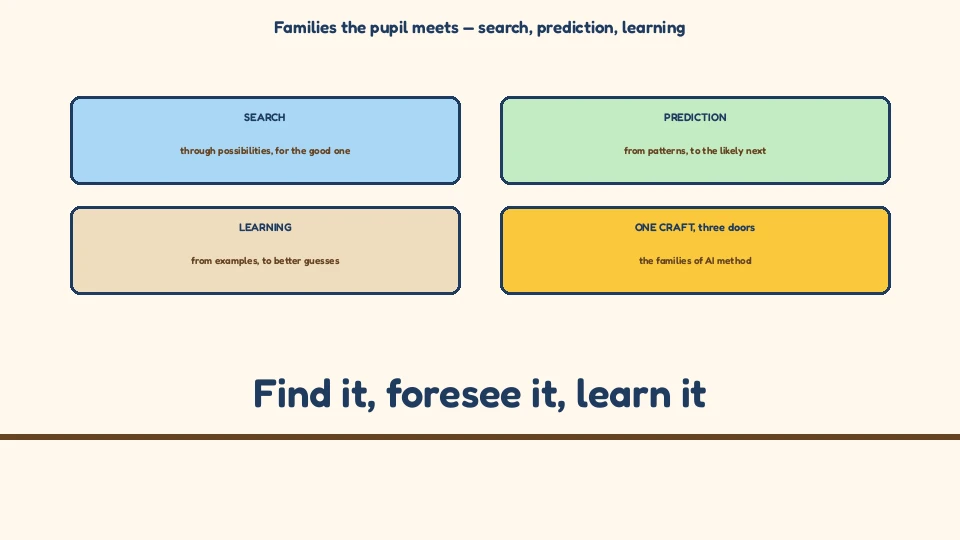 Families the pupil meets — search, prediction, learning
SEARCH
through possibilities, for the good one
PREDICTION
from patterns, to the likely next
LEARNING
from examples, to better guesses
ONE CRAFT, three doors
the families of AI method
Find it, foresee it, learn it